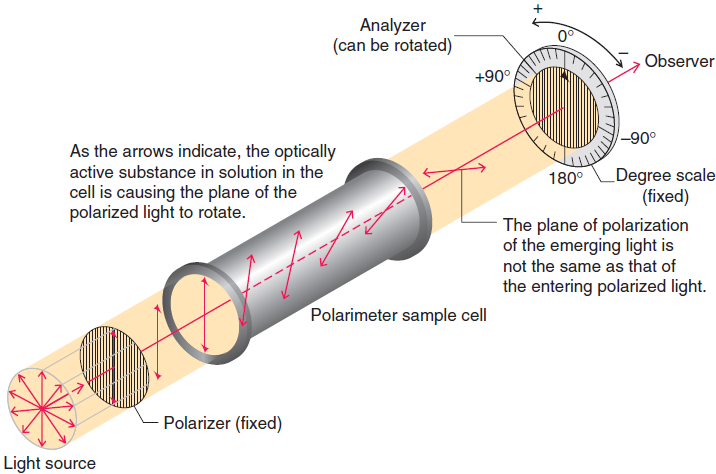 +
Analyzer
(can be rotated)
0°
–
Observer
+90°
–90°
As the arrows indicate, the optically
active substance in solution in the
cell is causing the plane of the
polarized light to rotate.
180°
Degree scale
(fixed)
The plane of polarization
of the emerging light is
not the same as that of
the entering polarized light.
Polarimeter sample cell
Polarizer (fixed)
Light source